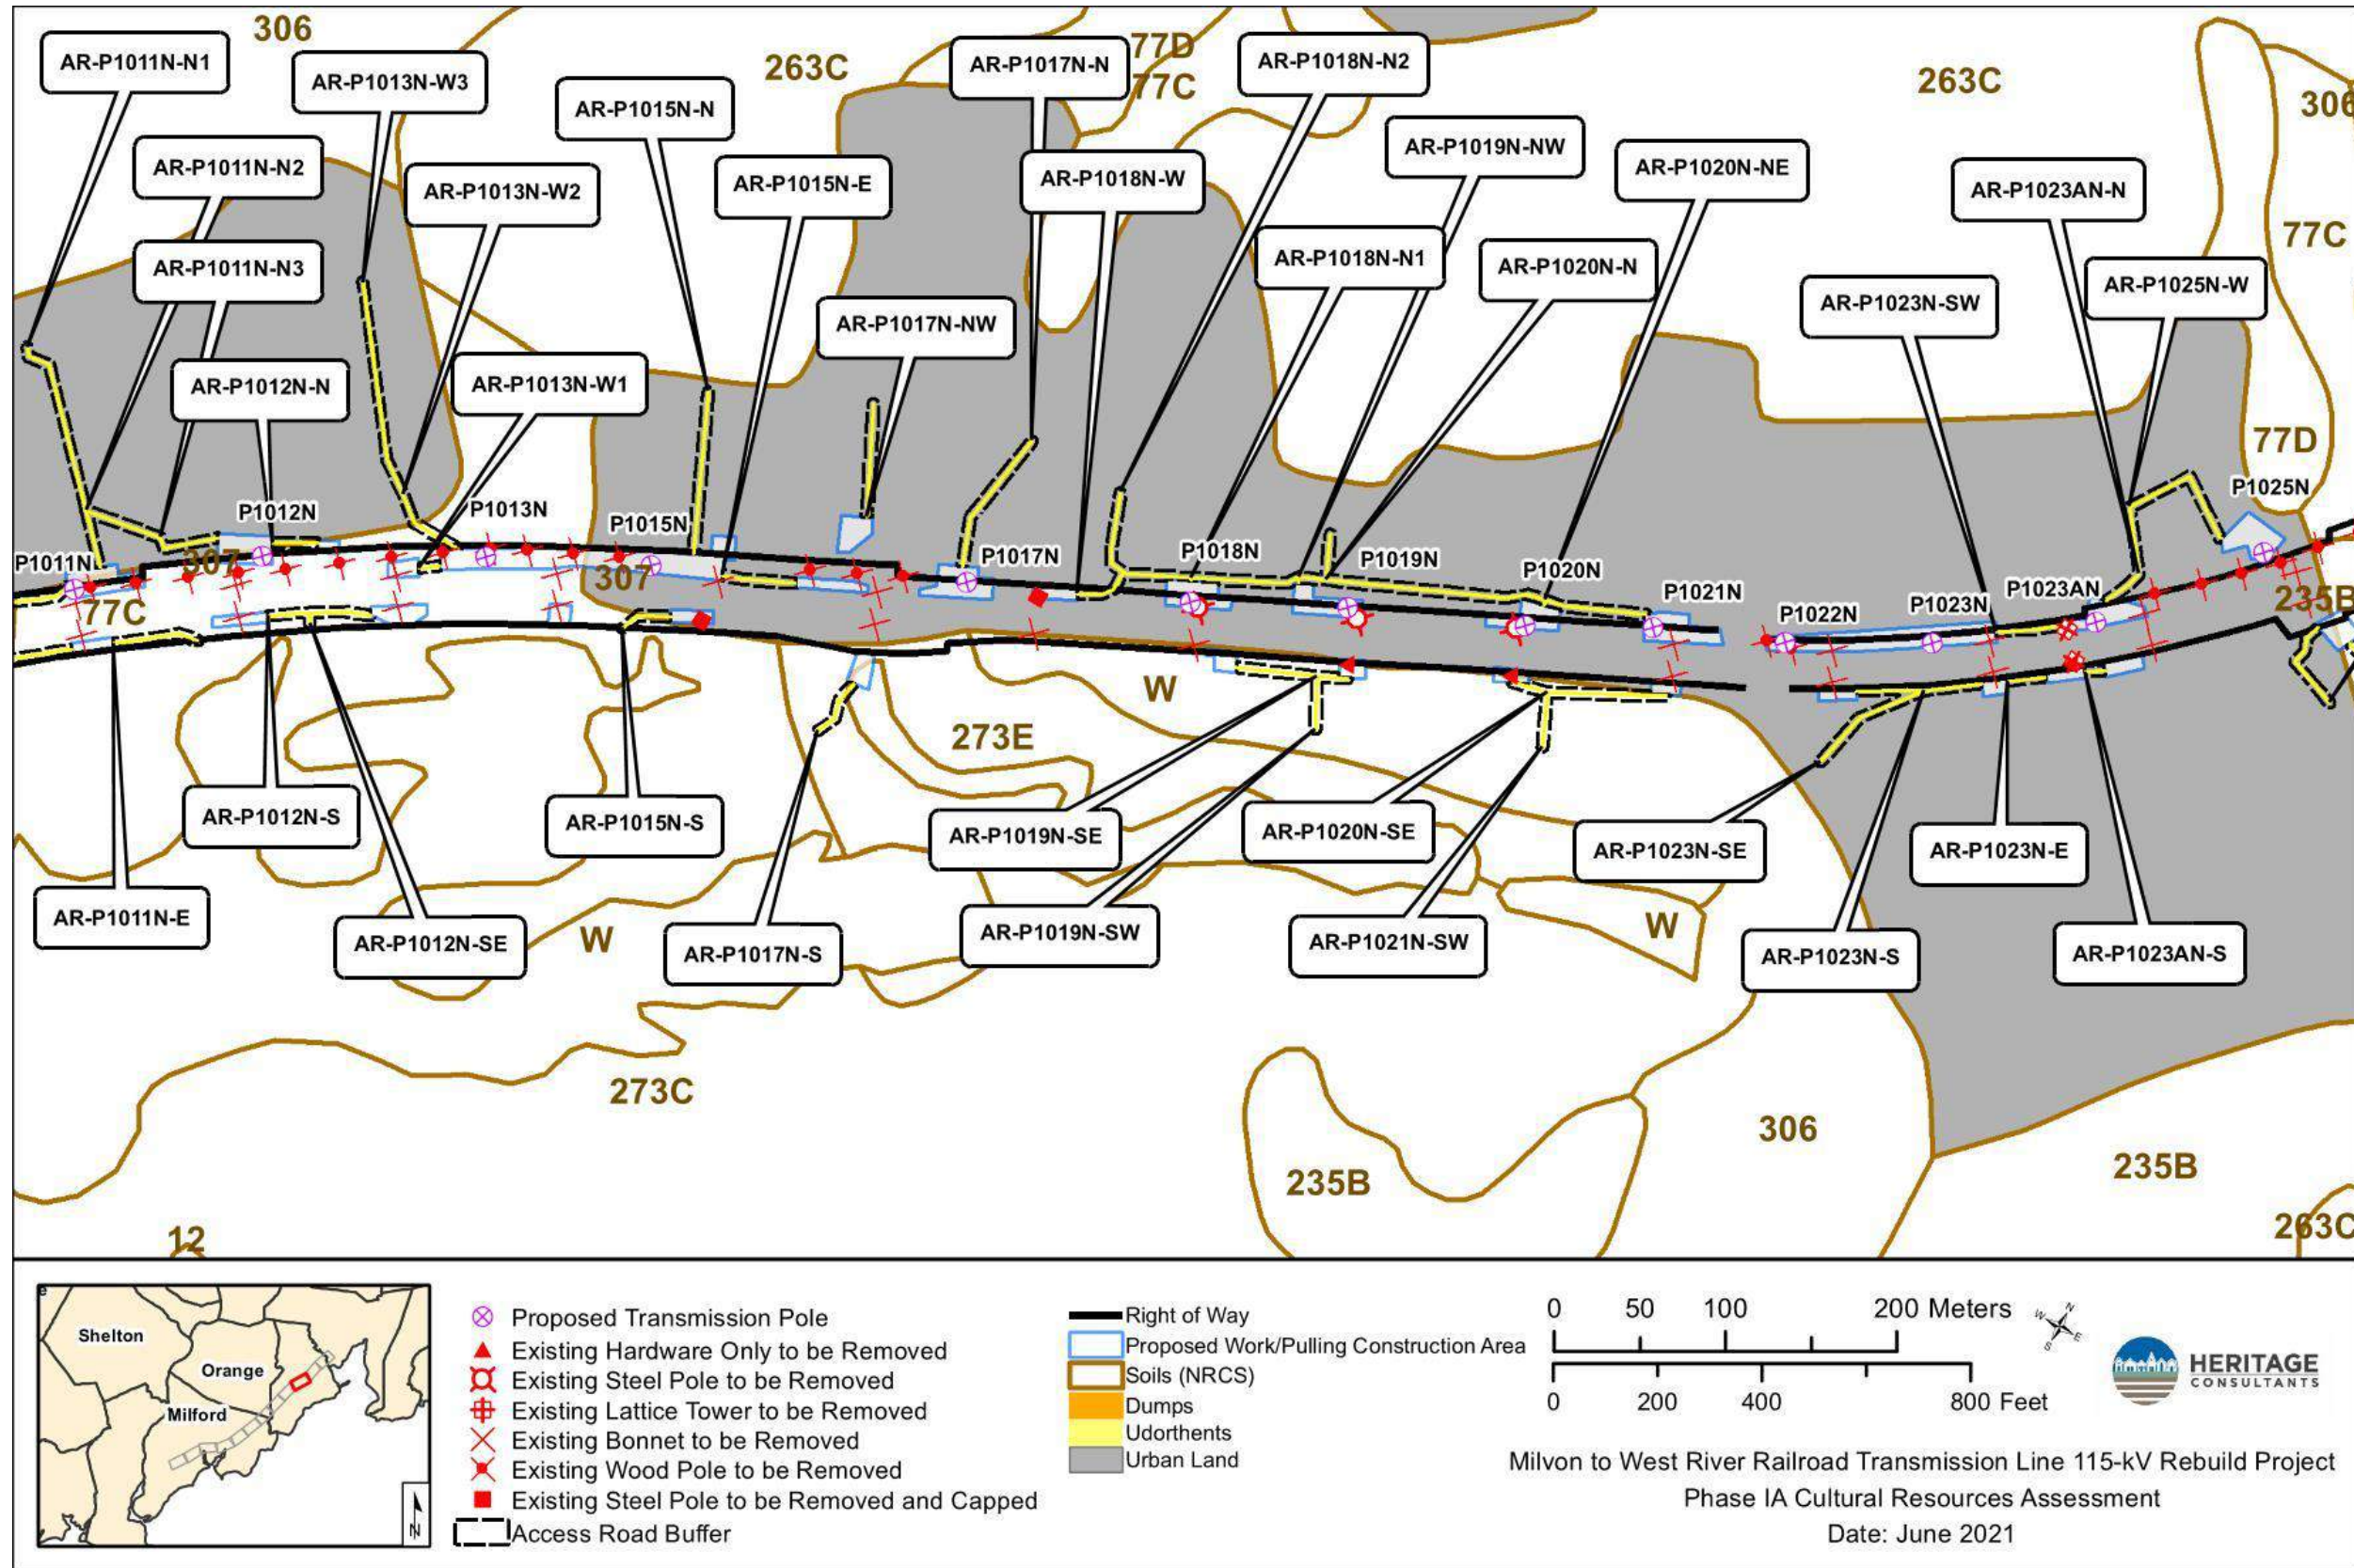 306
AR-P1011N-N1
AR-P1013N-W3
263C
AR-P1017N-N
77D
77C
AR-P1018N-N2
263C
306
AR-P1015N-N
AR-P1011N-N2
AR-P1013N-W2
AR-P1015N-E
AR-P1018N-W
AR-P1019N-NW
AR-P1020N-NE
AR-P1023AN-N
77C
AR-P1011N-N3
AR-P1018N-N1
AR-P1020N-N
AR-P1023N-SW
AR-P1025N-W
AR-P1017N-NW
AR-P1012N-N
AR-P1013N-W1
77D
P1025N
P1012N
P1013N
P1015N
P1011N
307
307
77C
P1017N
P1018N
P1019N
P1020N
P1021N
P1022N
P1023N
P1023AN
235B
W
273E
AR-P1012N-S
AR-P1015N-S
AR-P1019N-SE
AR-P1020N-SE
AR-P1023N-SE
AR-P1023N-E
AR-P1011N-E
AR-P1012N-SE
W
AR-P1017N-S
AR-P1019N-SW
AR-P1021N-SW
W
AR-P1023N-S
AR-P1023AN-S
273C
306
235B
235B
12
263C
e
Shelton
Orange
Milford
N
Proposed Transmission Pole
Existing Hardware Only to be Removed
Existing Steel Pole to be Removed
Existing Lattice Tower to be Removed
Existing Bonnet to be Removed
Existing Wood Pole to be Removed
Existing Steel Pole to be Removed and Capped
Access Road Buffer
Right of Way
Proposed Work/Pulling Construction Area
Soils (NRCS)
Dumps
Udorthents
Urban Land
0 50 100 200 Meters
0 200 400 800 Feet
N
W
E
S
HERITAGE
CONSULTANTS
Milvon to West River Railroad Transmission Line 115-kV Rebuild Project
Phase IA Cultural Resources Assessment
Date: June 2021